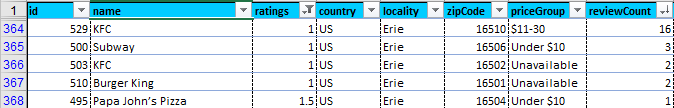 1 id name ratings country locality zipCode priceGroup reviewCount
364 529 KFC 1 US Erie 16510 $11-30 16
365 500 Subway 1 US Erie 16506 Under $10 3
366 503 KFC 1 US Erie 16502 Unavailable 2
367 510 Burger King 1 US Erie 16501 Unavailable 2
368 495 Papa John's Pizza 1.5 US Erie 16504 Under $10 1